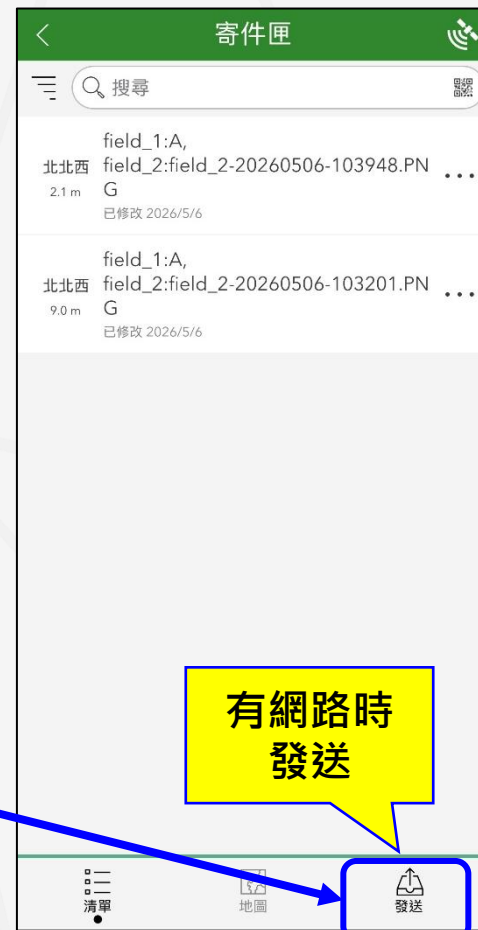 寄件匣
搜尋
field_1:A,
北北西 field_2:field_2-20260506-103948.PN
2.1 m G
已修改 2026/5/6
field_1:A,
北北西 field_2:field_2-20260506-103201.PN
9.0 m G
已修改 2026/5/6
有網路時
發送
清單 地圖 發送